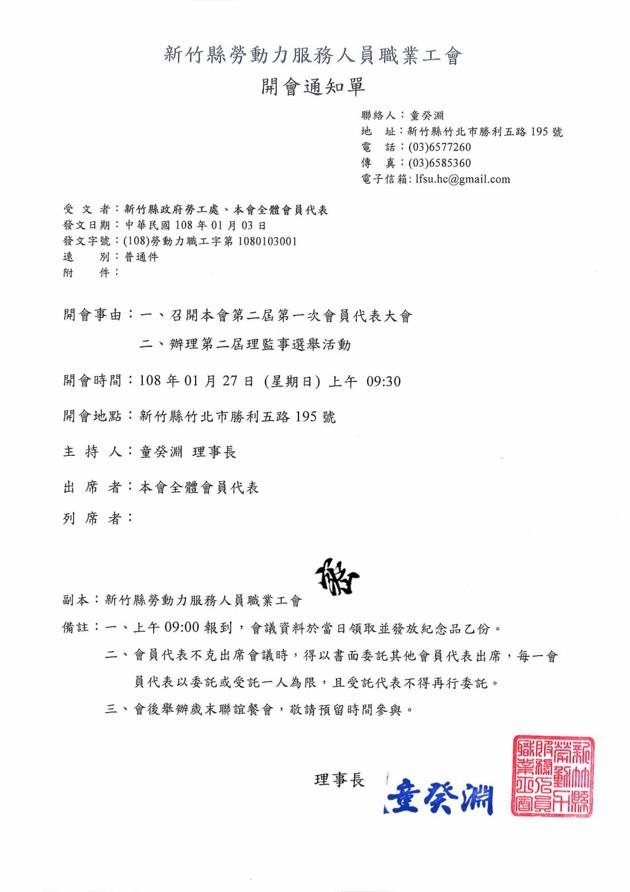 新竹縣勞動力服務人員職業工會
開會通知單
聯絡人：童癸淵
地　址：新竹縣竹北市勝利五路 195 號
電　話：(03)6577260
傳　真：(03)6585360
電子信箱: lfsu.hc@gmail.com
受 文 者：新竹縣政府勞工處、本會全體會員代表
發文日期：中華民國 108 年 01 月 03 日
發文字號：(108)勞動力職工字第 1080103001
速　　別：普通件
附　　件：
開會事由：一、召開本會第二屆第一次會員代表大會
二、辦理第二屆理監事選舉活動
開會時間：108 年 01 月 27 日 (星期日) 上午 09:30
開會地點：新竹縣竹北市勝利五路 195 號
主 持 人：童癸淵 理事長
出 席 者：本會全體會員代表
列 席 者：
副本：新竹縣勞動力服務人員職業工會
備註：一、上午 09:00 報到，會議資料於當日領取並發放紀念品乙份。
二、會員代表不克出席會議時，得以書面委託其他會員代表出席，每一會
員代表以委託或受託一人為限，且受託代表不得再行委託。
三、會後舉辦歲末聯誼餐會，敬請預留時間參與。
理事長 童癸淵
新竹縣勞動力服務人員職業工會